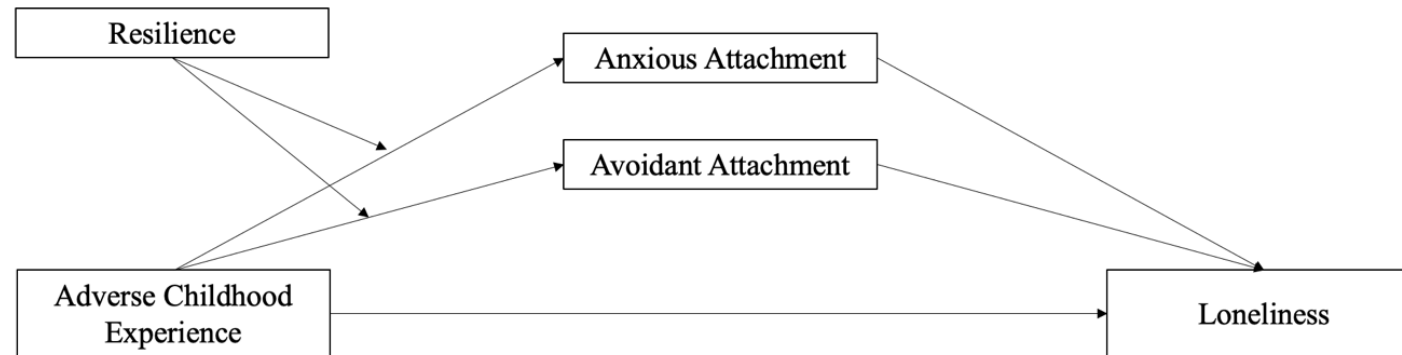 Resilience
Anxious Attachment
Avoidant Attachment
Adverse Childhood
Experience
Loneliness